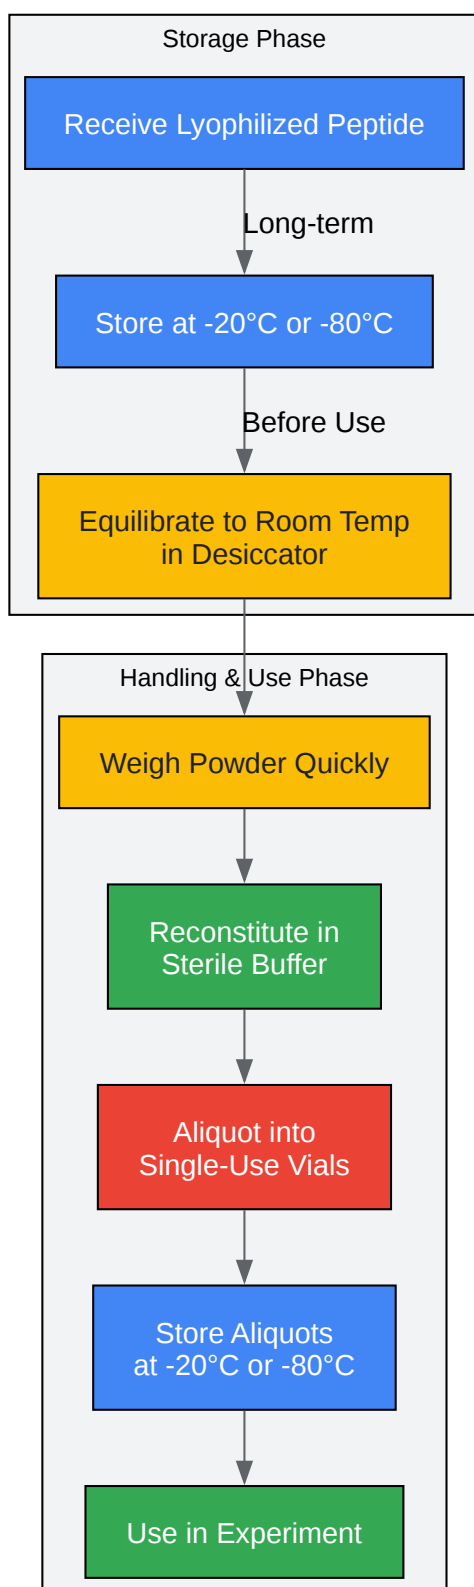 Storage Phase
Receive Lyophilized Peptide
Long-term
Store at -20°C or -80°C
Before Use
Equilibrate to Room Temp
in Desiccator
Handling & Use Phase
Weigh Powder Quickly
Reconstitute in
Sterile Buffer
Aliquot into
Single-Use Vials
Store Aliquots
at -20°C or -80°C
Use in Experiment